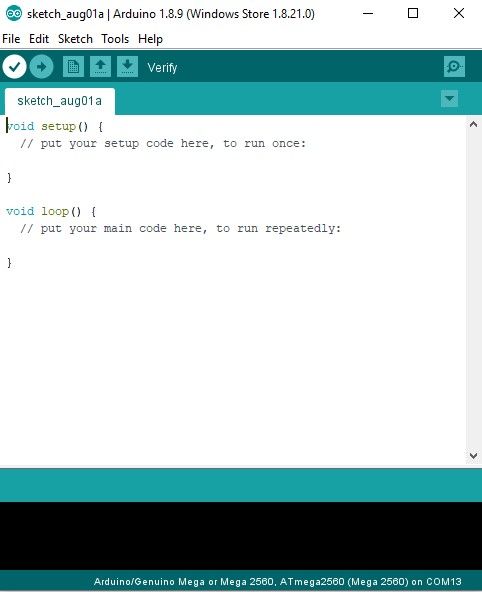 sketch_aug01a | Arduino 1.8.9 (Windows Store 1.8.21.0)
File Edit Sketch Tools Help
Verify
sketch_aug01a
void setup() {
  // put your setup code here, to run once:
}
void loop() {
  // put your main code here, to run repeatedly:
}
Arduino/Genuino Mega or Mega 2560, ATmega2560 (Mega 2560) on COM13